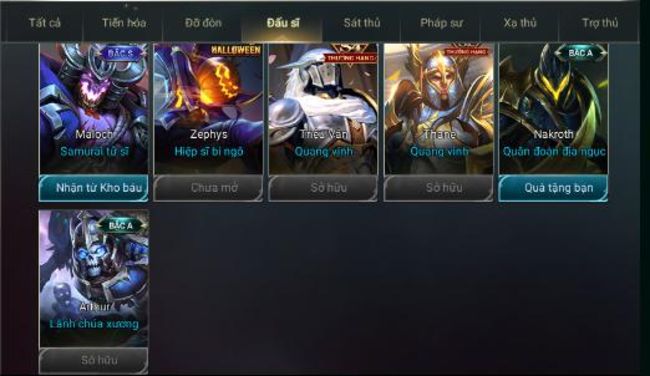 Tất cả
Tiến hóa
Đỡ đòn
Đấu sĩ
Sát thủ
Pháp sư
Xạ thủ
Trợ thủ
BẬC S
Maloch
Samurai tử sĩ
Nhận từ Kho báu
HALLOWEEN
Zephys
Hiệp sĩ bí ngô
Chưa mở
THƯỞNG HẠNG
Triệu Vân
Quang vinh
Sở hữu
THƯỞNG HẠNG
Thane
Quang vinh
Sở hữu
BẬC A
Nakroth
Quân đoàn địa ngục
Quà tặng bạn
BẬC A
Arthur
Lãnh chúa xương
Sở hữu